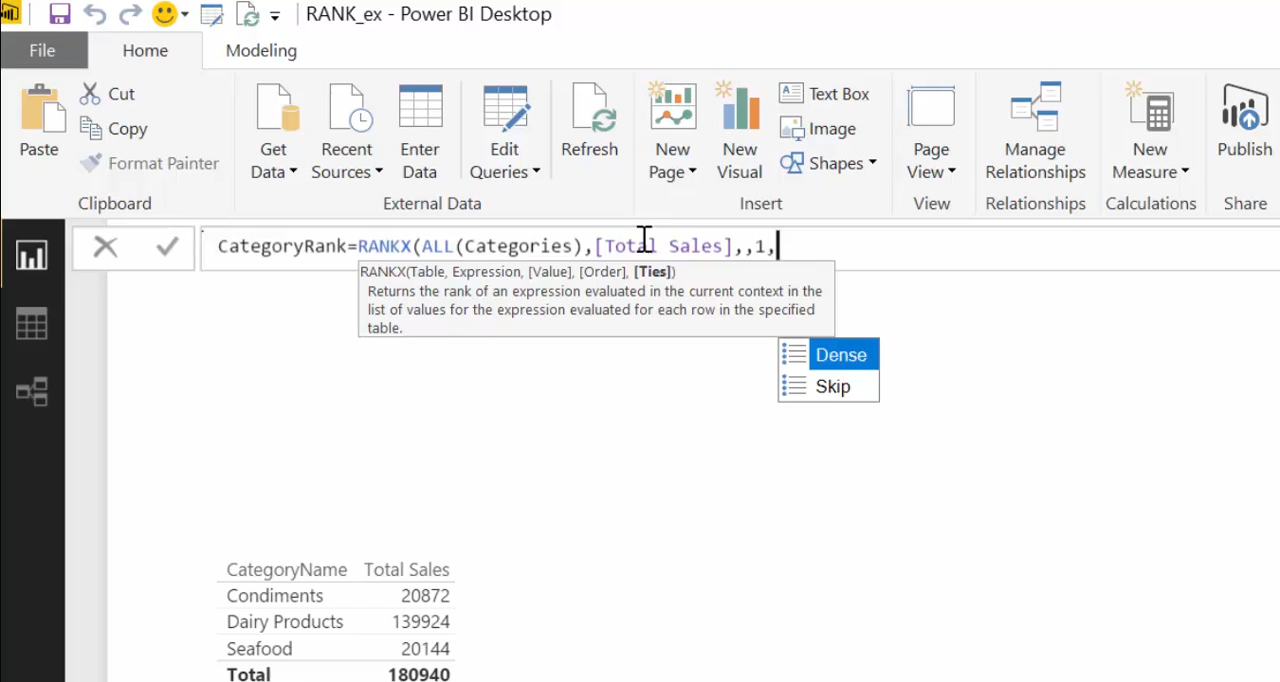 RANK_ex - Power BI Desktop
File Home Modeling
Paste
Cut
Copy
Format Painter
Clipboard
Get Data
Recent Sources
Enter Data
Edit Queries
External Data
Refresh
New Page
New Visual
Text Box
Image
Shapes
Insert
Page View
View
Manage Relationships
Relationships
New Measure
Calculations
Publish
Share
CategoryRank=RANKX(ALL(Categories),[Total Sales],,1,
RANKX(Table, Expression, [Value], [Order], [Ties])
Returns the rank of an expression evaluated in the current context in the
list of values for the expression evaluated for each row in the specified
table.
Dense
Skip
CategoryName Total Sales
Condiments 20872
Dairy Products 139924
Seafood 20144
Total 180940